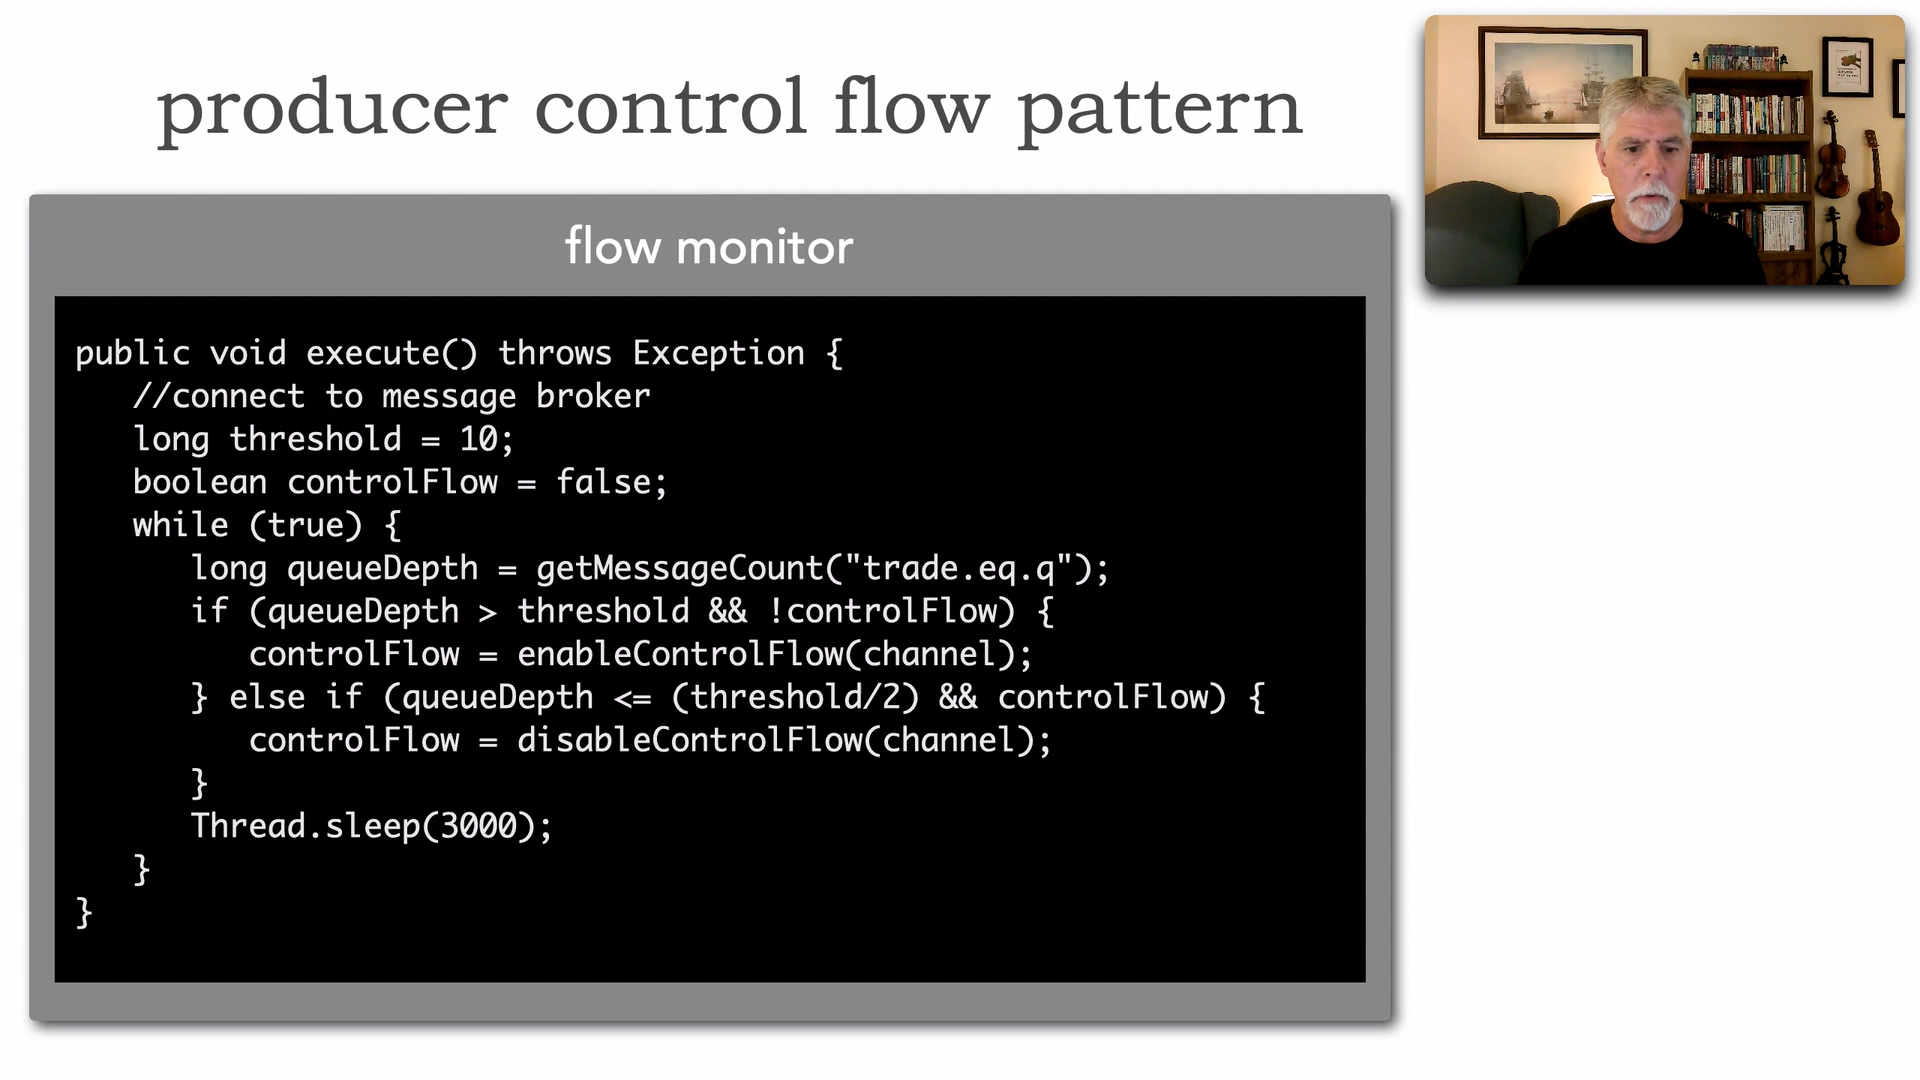 producer control flow pattern
flow monitor
public void execute() throws Exception {
//connect to message broker
long threshold = 10;
boolean controlFlow = false;
while (true) {
long queueDepth = getMessageCount("trade.eq.q");
if (queueDepth > threshold && !controlFlow) {
controlFlow = enableControlFlow(channel);
} else if (queueDepth <= (threshold/2) && controlFlow) {
controlFlow = disableControlFlow(channel);
}
Thread.sleep(3000);
}
}